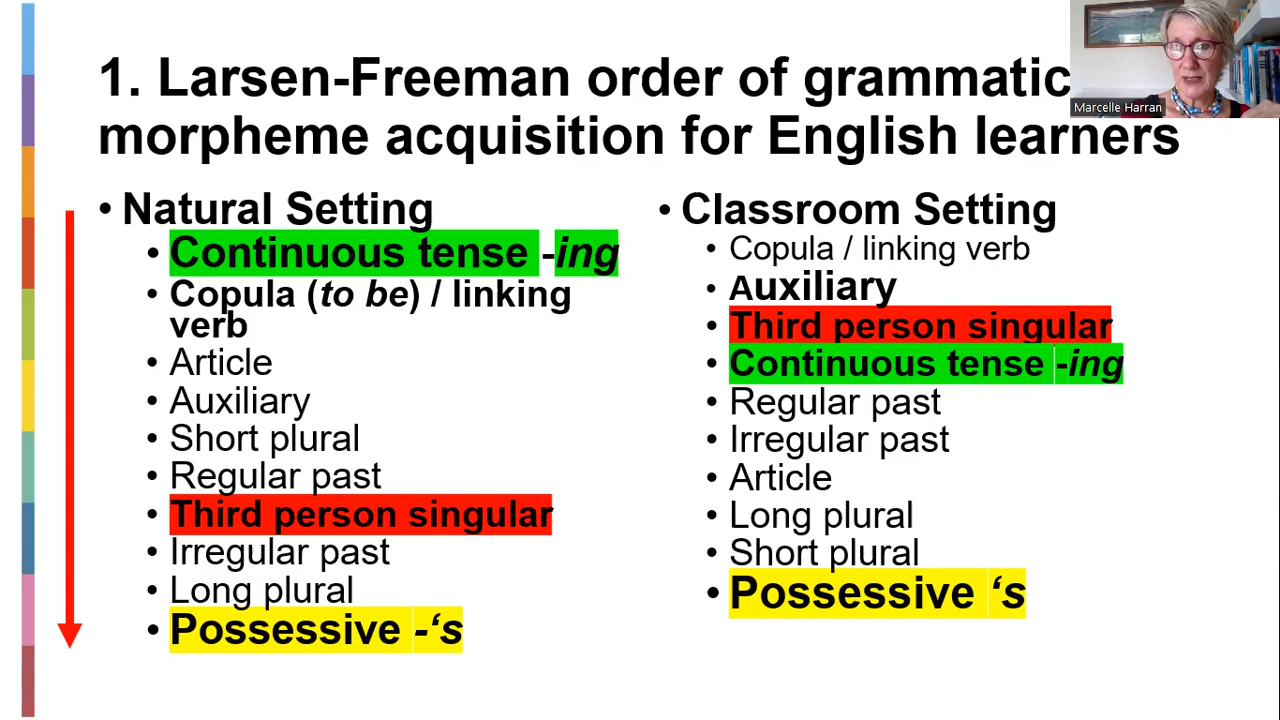 1. Larsen-Freeman order of grammatic
morpheme acquisition for English learners
Marcelle Harran
• Natural Setting
• Continuous tense -ing
• Copula (to be) / linking
verb
• Article
• Auxiliary
• Short plural
• Regular past
• Third person singular
• Irregular past
• Long plural
• Possessive -‘s
• Classroom Setting
• Copula / linking verb
• Auxiliary
• Third person singular
• Continuous tense -ing
• Regular past
• Irregular past
• Article
• Long plural
• Short plural
• Possessive ‘s